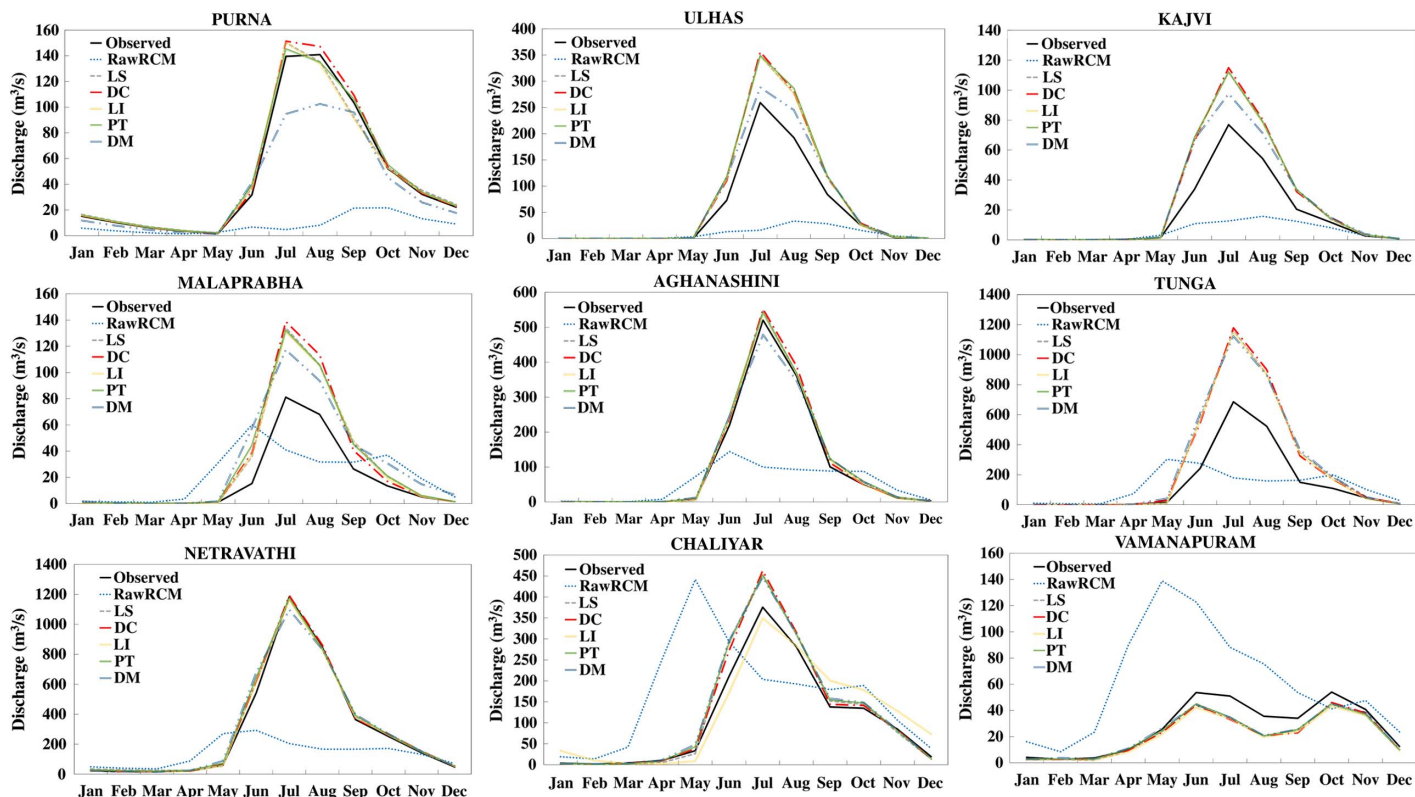 PURNA
160
140
120
100
80
60
40
20
0
Discharge (m³/s)
Observed
RawRCM
LS
DC
LI
PT
DM
Jan Feb Mar Apr May Jun Jul Aug Sep Oct Nov Dec
ULHAS
400
350
300
250
200
150
100
50
0
Discharge (m³/s)
Observed
RawRCM
LS
DC
LI
PT
DM
Jan Feb Mar Apr May Jun Jul Aug Sep Oct Nov Dec
KAJVI
140
120
100
80
60
40
20
0
Discharge (m³/s)
Observed
RawRCM
LS
DC
LI
PT
DM
Jan Feb Mar Apr May Jun Jul Aug Sep Oct Nov Dec
MALAPRABHA
160
140
120
100
80
60
40
20
0
Discharge (m³/s)
Observed
RawRCM
LS
DC
LI
PT
DM
Jan Feb Mar Apr May Jun Jul Aug Sep Oct Nov Dec
AGHANASHINI
600
500
400
300
200
100
0
Discharge (m³/s)
Observed
RawRCM
LS
DC
LI
PT
DM
Jan Feb Mar Apr May Jun Jul Aug Sep Oct Nov Dec
TUNGA
1400
1200
1000
800
600
400
200
0
Discharge (m³/s)
Observed
RawRCM
LS
DC
LI
PT
DM
Jan Feb Mar Apr May Jun Jul Aug Sep Oct Nov Dec
NETRAVATHI
1400
1200
1000
800
600
400
200
0
Discharge (m³/s)
Observed
RawRCM
LS
DC
LI
PT
DM
Jan Feb Mar Apr May Jun Jul Aug Sep Oct Nov Dec
CHALIYAR
500
450
400
350
300
250
200
150
100
50
0
Discharge (m³/s)
Observed
RawRCM
LS
DC
LI
PT
DM
Jan Feb Mar Apr May Jun Jul Aug Sep Oct Nov Dec
VAMANAPURAM
160
140
120
100
80
60
40
20
0
Discharge (m³/s)
Observed
RawRCM
LS
DC
LI
PT
DM
Jan Feb Mar Apr May Jun Jul Aug Sep Oct Nov Dec